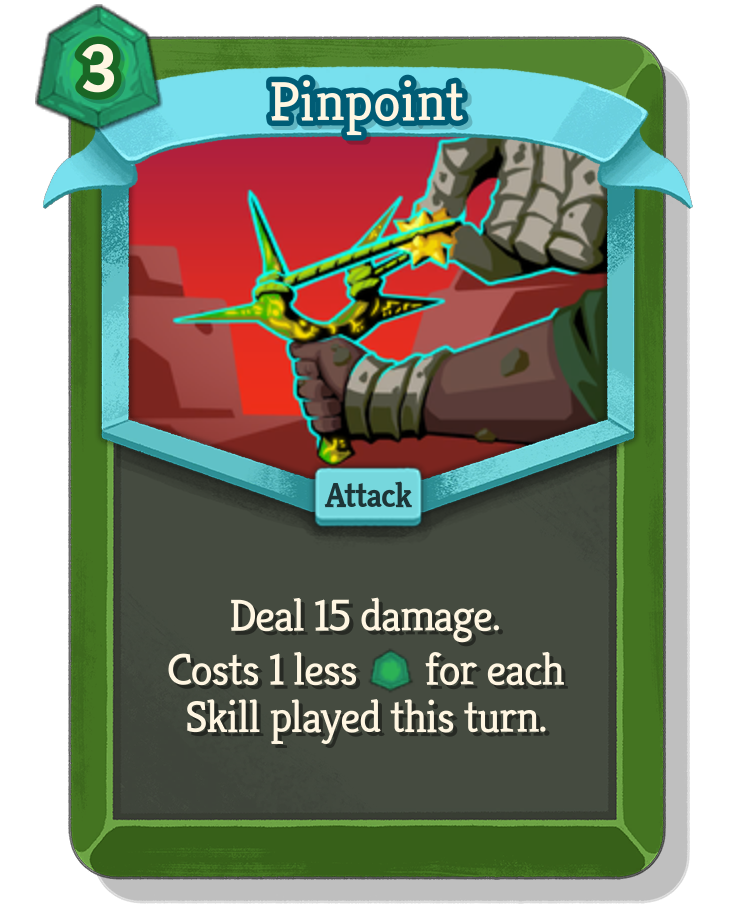 3
Pinpoint
Attack
Deal 15 damage.
Costs 1 less for each
Skill played this turn.